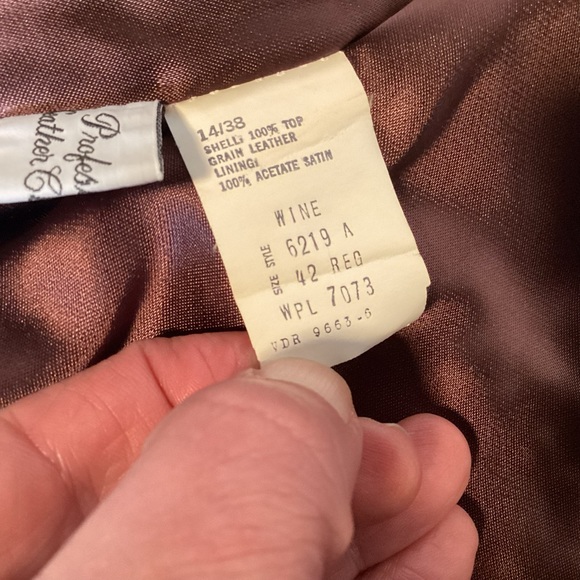 14/38
SHELL: 100% TOP
GRAIN LEATHER
LINING:
100% ACETATE SATIN
WINE
STYLE 6219 A
SIZE 42 REG
WPL 7073
VDR 9663-6